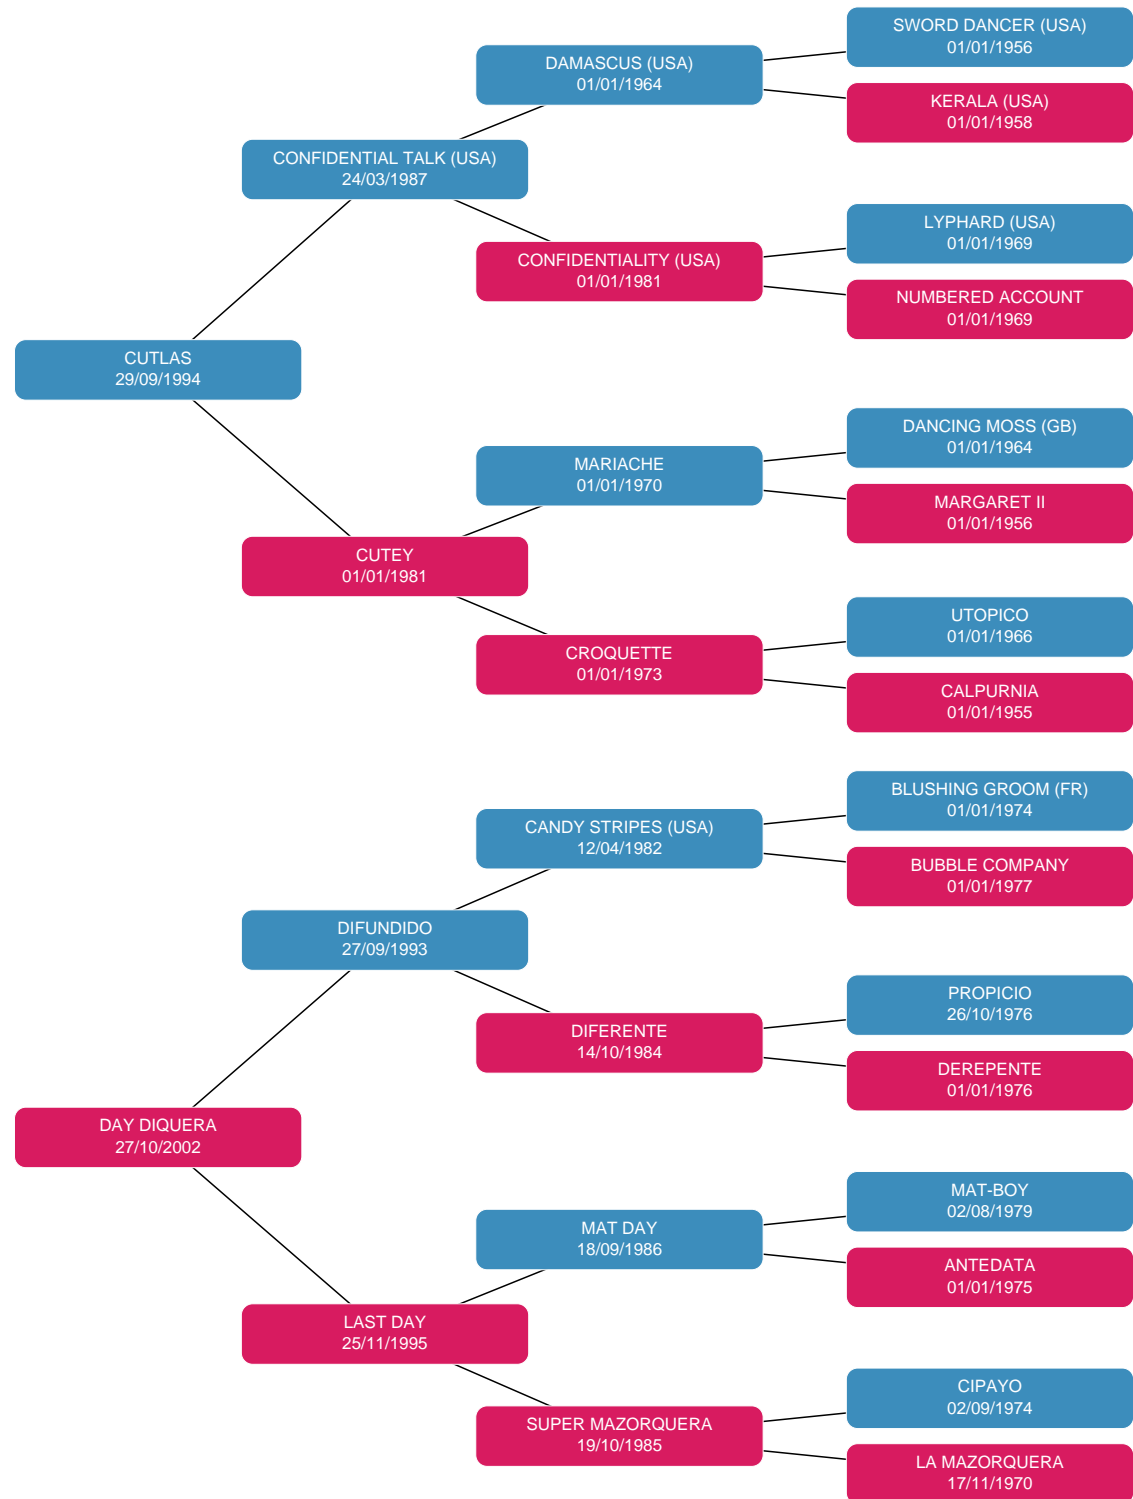 SWORD DANCER (USA)
01/01/1956
DAMASCUS (USA)
01/01/1964
KERALA (USA)
01/01/1958
CONFIDENTIAL TALK (USA)
24/03/1987
LYPHARD (USA)
01/01/1969
CONFIDENTIALITY (USA)
01/01/1981
NUMBERED ACCOUNT
01/01/1969
CUTLAS
29/09/1994
DANCING MOSS (GB)
01/01/1964
MARIACHE
01/01/1970
MARGARET II
01/01/1956
CUTEY
01/01/1981
UTOPICO
01/01/1966
CROQUETTE
01/01/1973
CALPURNIA
01/01/1955
BLUSHING GROOM (FR)
01/01/1974
CANDY STRIPES (USA)
12/04/1982
BUBBLE COMPANY
01/01/1977
DIFUNDIDO
27/09/1993
PROPICIO
26/10/1976
DIFERENTE
14/10/1984
DEREPENTE
01/01/1976
DAY DIQUERA
27/10/2002
MAT-BOY
02/08/1979
MAT DAY
18/09/1986
ANTEDATA
01/01/1975
LAST DAY
25/11/1995
CIPAYO
02/09/1974
SUPER MAZORQUERA
19/10/1985
LA MAZORQUERA
17/11/1970